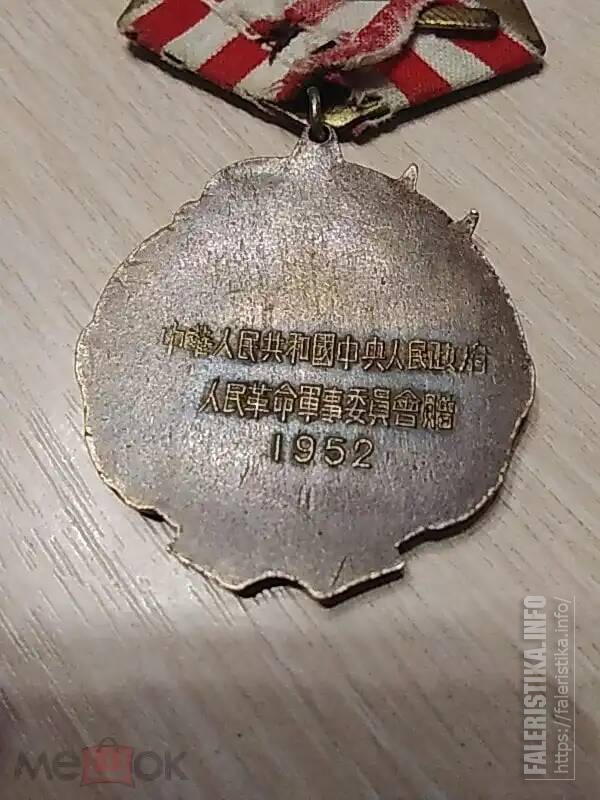 中華人民共和國中央人民政府
人民革命軍事委員會贈
1952
FALERISTIKA.INFO
https://faleristika.info/
мешок